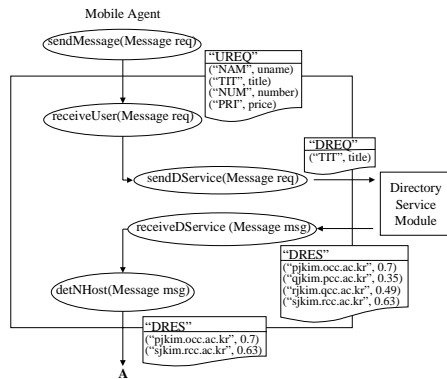 Mobile Agent
sendMessage(Message req)
“UREQ”
(“NAM”, uname)
(“TIT”, title)
(“NUM”, number)
(“PRI”, price)
receiveUser(Message req)
“DREQ”
(“TIT”, title)
sendDService(Message req)
Directory
Service
Module
receiveDService (Message msg)
“DRES”
(“pjkim.occ.ac.kr”, 0.7)
(“qjkim.pcc.ac.kr”, 0.35)
(“rjkim.qcc.ac.kr”, 0.49)
(“sjkim.rcc.ac.kr”, 0.63)
detNHost(Message msg)
“DRES”
(“pjkim.occ.ac.kr”, 0.7)
(“sjkim.rcc.ac.kr”, 0.63)
A